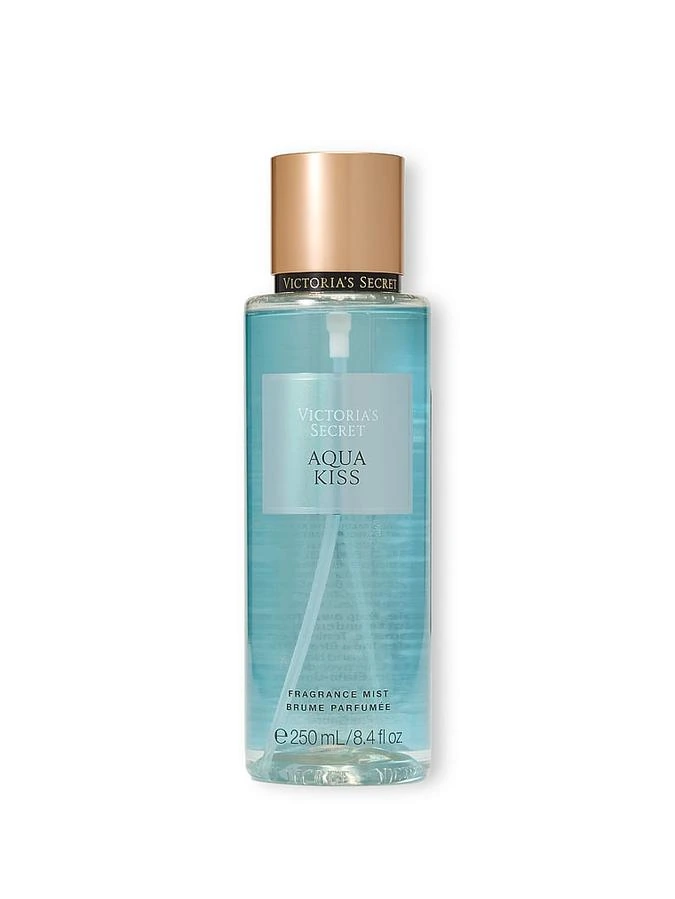 VICTORIA'S SECRET
VICTORIA'S
SECRET
AQUA
KISS
FRAGRANCE MIST
BRUME PARFUMÉE
℮ 250 mL/8.4 fl oz